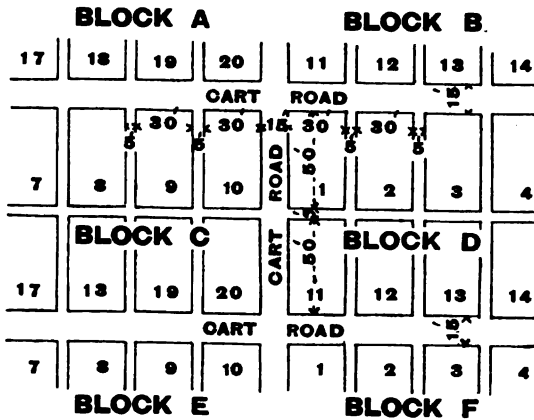 BLOCK A BLOCK B
17 18 19 20 11 12 13 14
CART ROAD
15'
30' 30' 15 30' 30'
5' 5' 5' 5'
50'
CART ROAD
7 8 9 10 1 2 3 4
BLOCK C BLOCK D
50'
17 13 19 20 11 12 13 14
CART ROAD
15'
7 8 9 10 1 2 3 4
BLOCK E BLOCK F